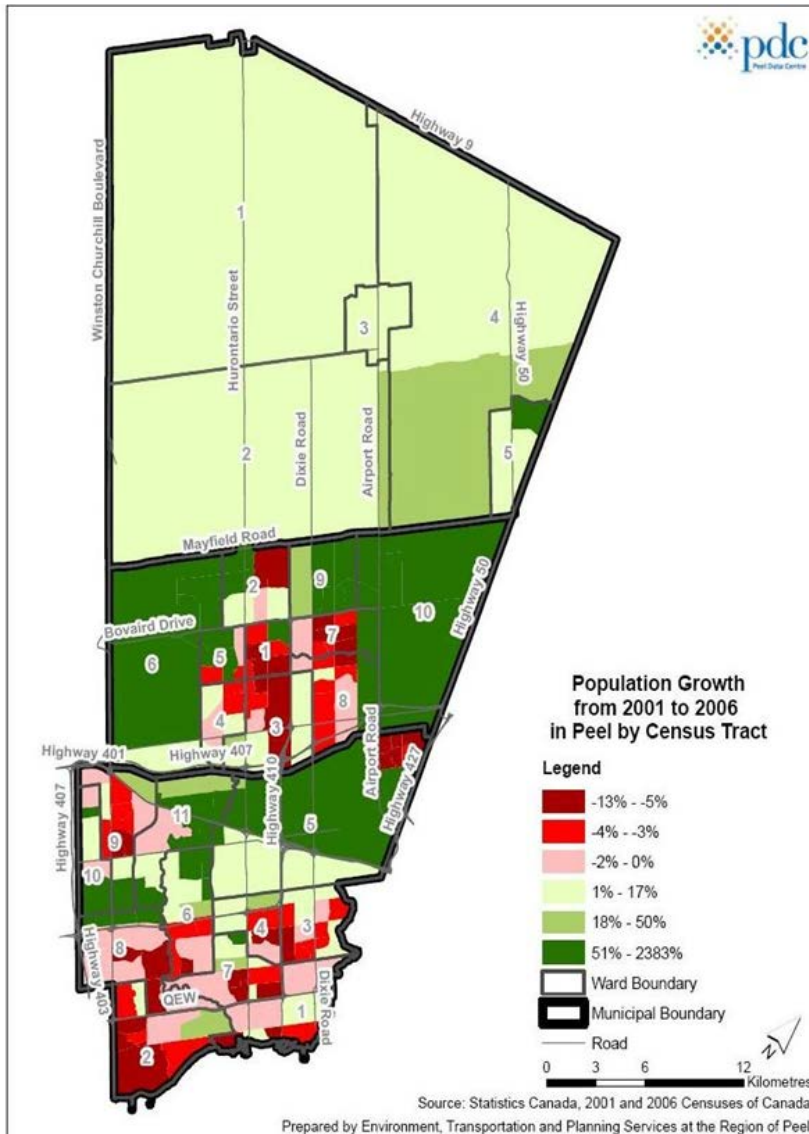 pdc
Peel Data Centre
Highway 9
Winston Churchill Boulevard
1
Hurontario Street
3
4
Highway 50
2
Dixie Road
Airport Road
5
Mayfield Road
2
9
10
Highway 50
Bovaird Drive
6
5
1
7
8
4
3
Airport Road
Highway 401
Highway 407
Highway 410
Highway 427
Highway 407
11
5
9
10
6
4
3
8
7
Highway 403
QEW
Dixie Road
1
2
Population Growth
from 2001 to 2006
in Peel by Census Tract
Legend
-13% - -5%
-4% - -3%
-2% - 0%
1% - 17%
18% - 50%
51% - 2383%
Ward Boundary
Municipal Boundary
Road
N
0 3 6 12
Kilometres
Source: Statistics Canada, 2001 and 2006 Censuses of Canada
Prepared by Environment, Transportation and Planning Services at the Region of Peel